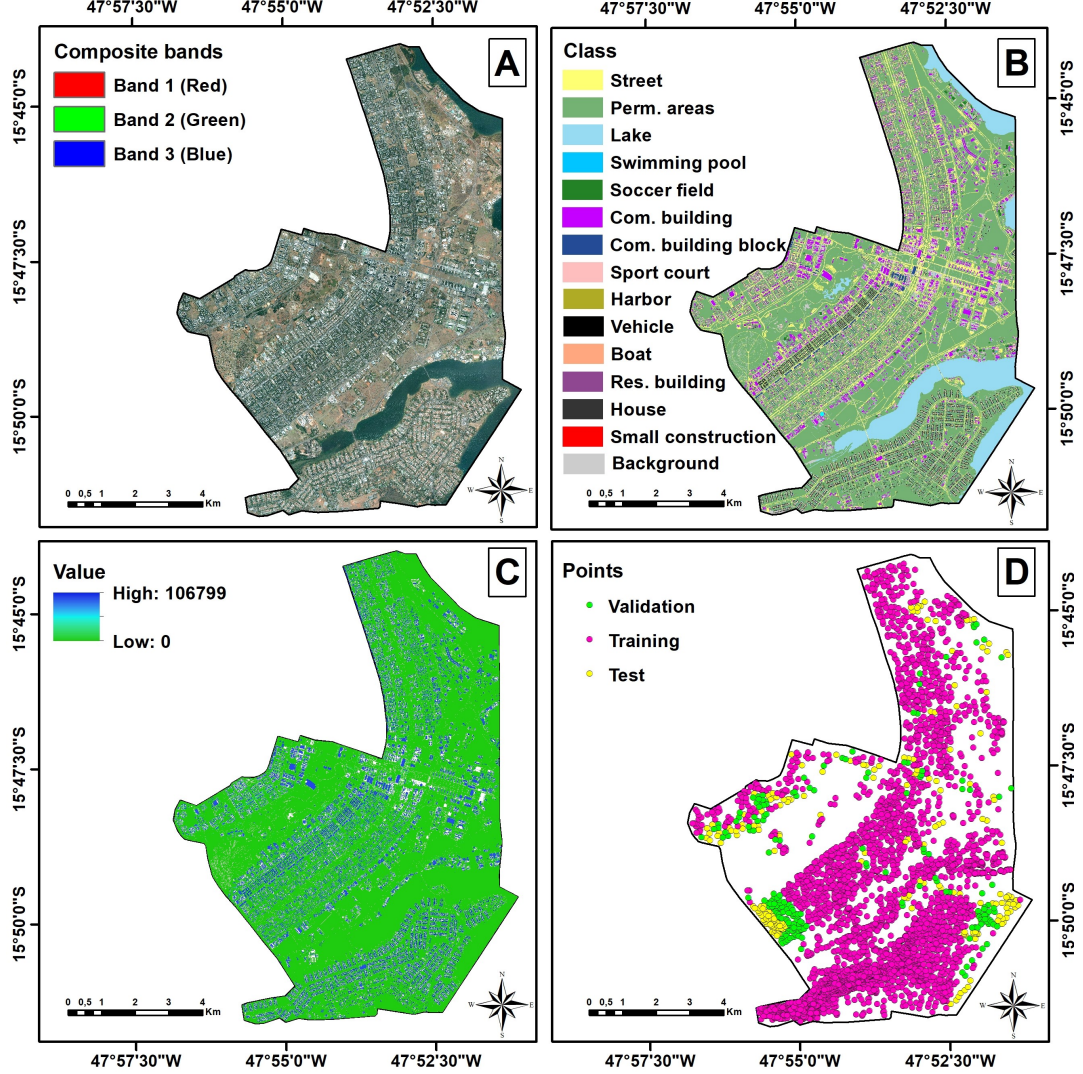 47°57'30"W 47°55'0"W 47°52'30"W 47°57'30"W 47°55'0"W 47°52'30"W
A
Composite bands
Band 1 (Red)
Band 2 (Green)
Band 3 (Blue)
15°45'0"S
15°47'30"S
15°50'0"S
N
W E
S
0 0,5 1 2 3 4
Km
B
Class
Street
Perm. areas
Lake
Swimming pool
Soccer field
Com. building
Com. building block
Sport court
Harbor
Vehicle
Boat
Res. building
House
Small construction
Background
15°45'0"S
15°47'30"S
15°50'0"S
N
W E
S
0 0,5 1 2 3 4
Km
C
Value
High: 106799
Low: 0
15°45'0"S
15°47'30"S
15°50'0"S
N
W E
S
0 0,5 1 2 3 4
Km
D
Points
Validation
Training
Test
15°45'0"S
15°47'30"S
15°50'0"S
N
W E
S
0 0,5 1 2 3 4
Km
47°57'30"W 47°55'0"W 47°52'30"W 47°57'30"W 47°55'0"W 47°52'30"W